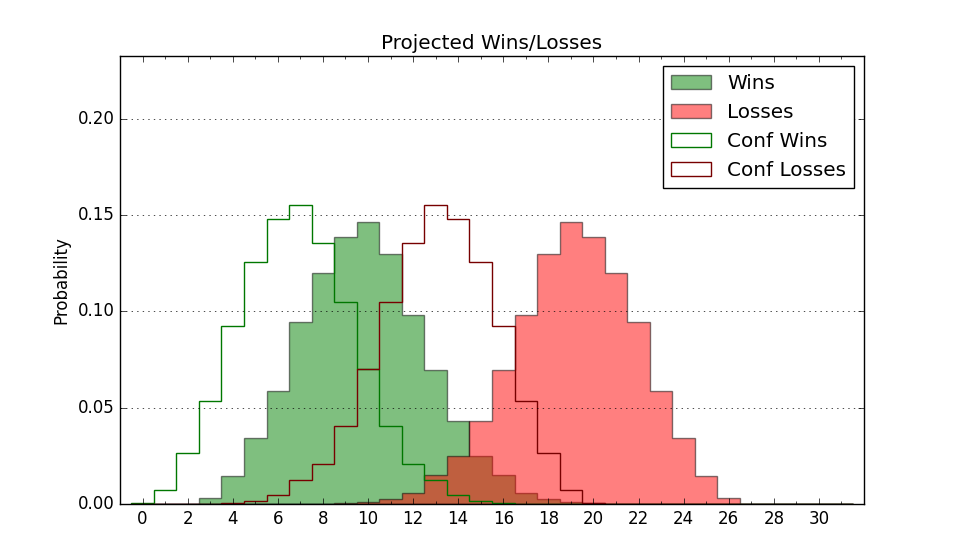 Projected Wins/Losses
Wins
Losses
Conf Wins
Conf Losses
Probability
0.20
0.15
0.10
0.05
0.00
0 2 4 6 8 10 12 14 16 18 20 22 24 26 28 30